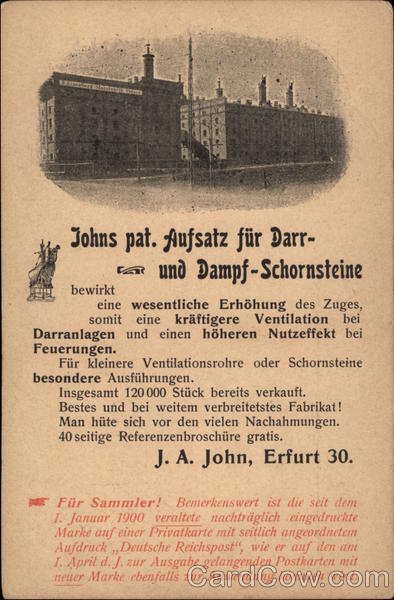 Johns pat. Aufsatz für Darr-
und Dampf-Schornsteine
bewirkt
eine wesentliche Erhöhung des Zuges,
somit eine kräftigere Ventilation bei
Darranlagen und einen höheren Nutzeffekt bei
Feuerungen.
Für kleinere Ventilationsrohre oder Schornsteine
besondere Ausführungen.
Insgesamt 120 000 Stück bereits verkauft.
Bestes und bei weitem verbreitetstes Fabrikat!
Man hüte sich vor den vielen Nachahmungen.
40 seitige Referenzenbroschüre gratis.
J. A. John, Erfurt 30.
Für Sammler! Bemerkenswert ist die seit dem
1. Januar 1900 veraltete nachträglich eingedruckte
Marke auf einer Privatkarte mit seitlich angeordnetem
Aufdruck „Deutsche Reichspost", wie er auf den am
1. April d. J. zur Ausgabe gelangenden Postkarten mit
neuer Marke ebenfalls zur
CardCow.com